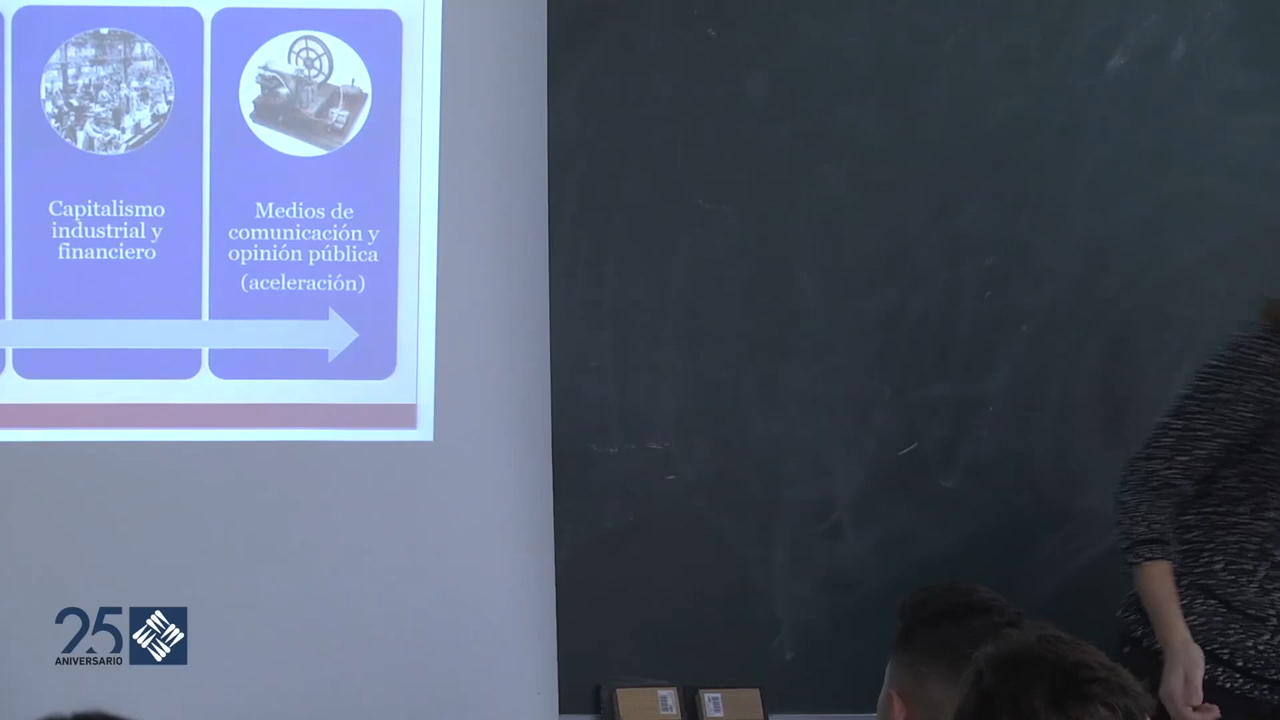 Capitalismo
industrial y
financiero
Medios de
comunicación y
opinión pública
(aceleración)
25
ANIVERSARIO